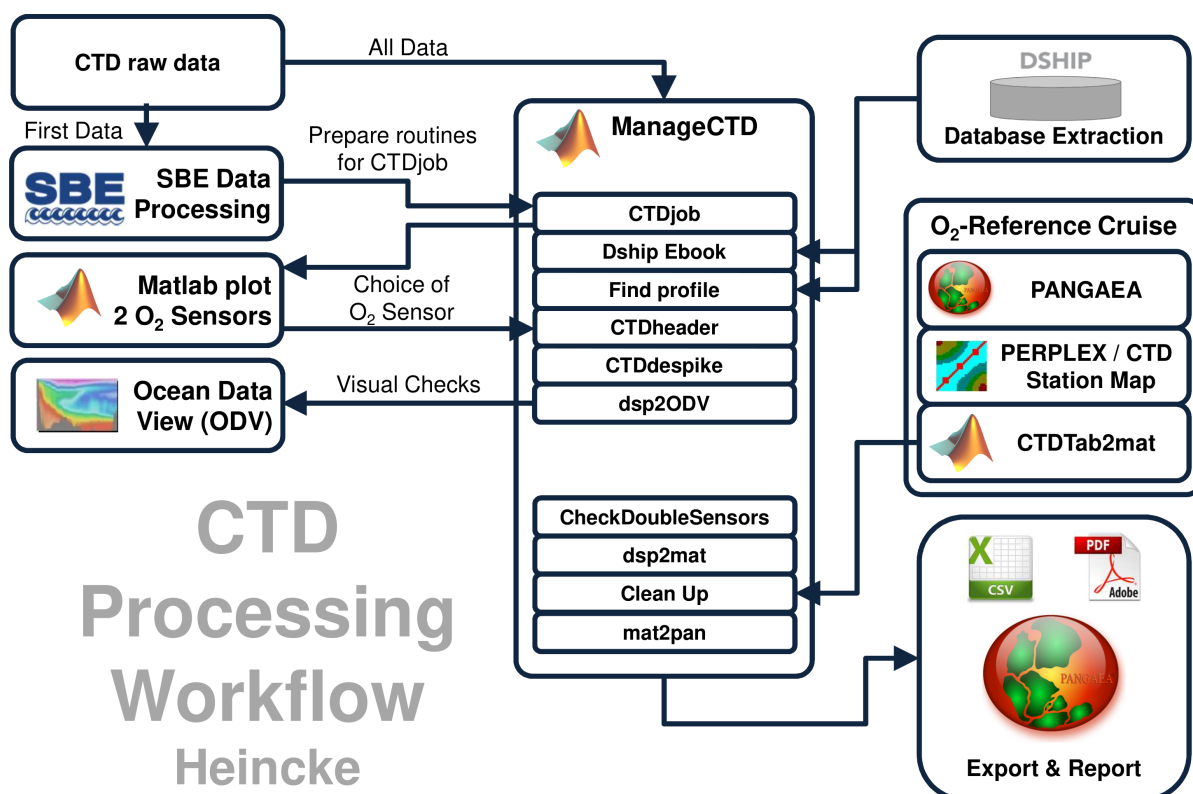 CTD raw data
All Data
First Data
SBE
SBE Data
Processing
Prepare routines
for CTDjob
Matlab plot
2 O₂ Sensors
Choice of
O₂ Sensor
Ocean Data
View (ODV)
Visual Checks
ManageCTD
CTDjob
Dship Ebook
Find profile
CTDheader
CTDdespike
dsp2ODV
CheckDoubleSensors
dsp2mat
Clean Up
mat2pan
DSHIP
Database Extraction
O₂-Reference Cruise
PANGAEA
PERPLEX / CTD
Station Map
CTDTab2mat
X
CSV
PDF
Adobe
PANGAEA
Export & Report
CTD
Processing
Workflow
Heincke